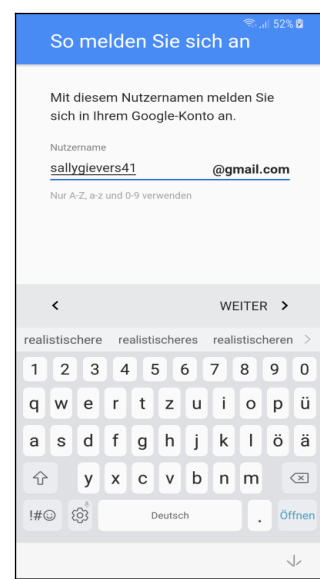 52%
So melden Sie sich an
Mit diesem Nutzernamen melden Sie
sich in Ihrem Google-Konto an.
Nutzername
sallygievers41 @gmail.com
Nur A-Z, a-z und 0-9 verwenden
< WEITER >
realistischere realistischeres realistischeren >
1 2 3 4 5 6 7 8 9 0
q w e r t z u i o p ü
a s d f g h j k l ö ä
y x c v b n m
!#☺ Deutsch . Öffnen